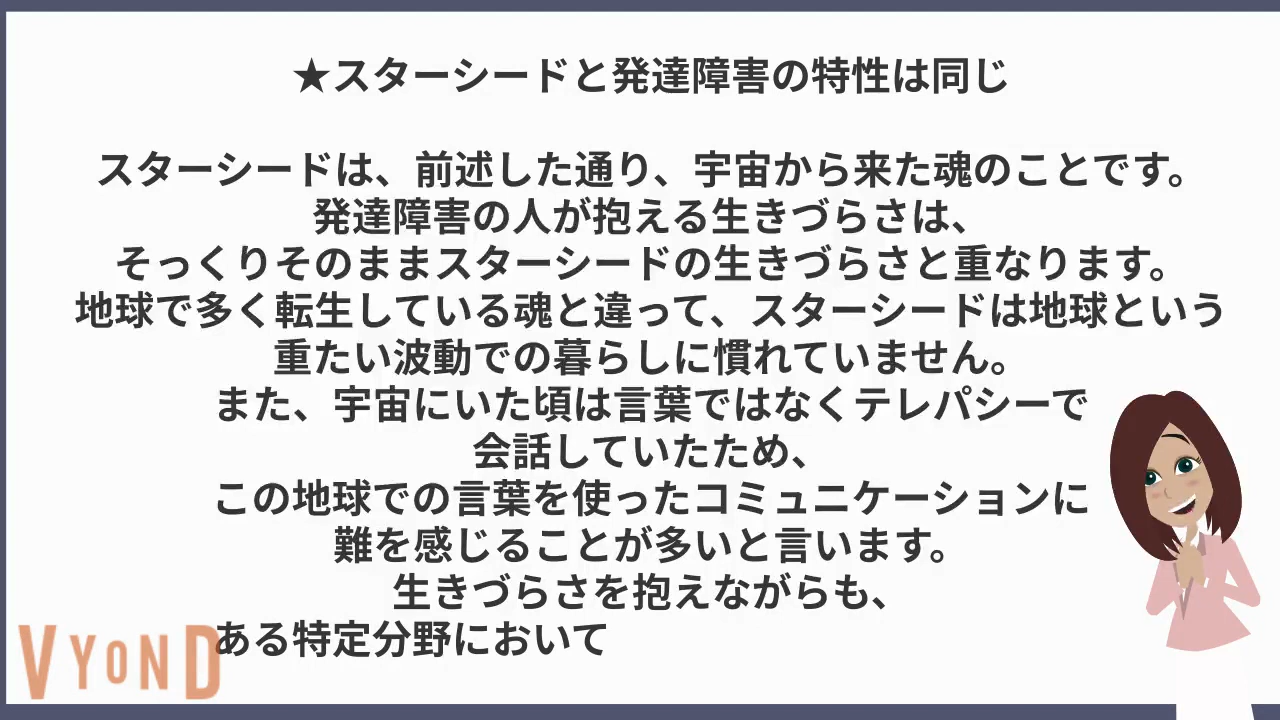 ★スターシードと発達障害の特性は同じ
スターシードは、前述した通り、宇宙から来た魂のことです。
発達障害の人が抱える生きづらさは、
そっくりそのままスターシードの生きづらさと重なります。
地球で多く転生している魂と違って、スターシードは地球という
重たい波動での暮らしに慣れていません。
また、宇宙にいた頃は言葉ではなくテレパシーで
会話していたため、
この地球での言葉を使ったコミュニケーションに
難を感じることが多いと言います。
生きづらさを抱えながらも、
ある特定分野において
VYOND